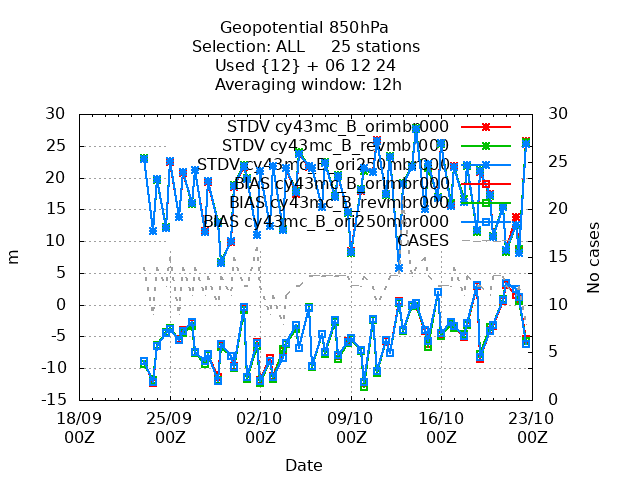 Geopotential 850hPa
Selection: ALL 25 stations
Used {12} + 06 12 24
Averaging window: 12h
30 30
STDV cy43mc_B_orimbr000
25 25
STDV cy43mc_B_revmbr000
STDV cy43mc_B_ori250mbr000
20 20
BIAS cy43mc_B_orimbr000
15 15
BIAS cy43mc_B_revmbr000
BIAS cy43mc_B_ori250mbr000
10
CASES
m
No cases
5
0 10
-5
5
-10
-15 0
18/09 25/09 02/10 09/10 16/10 23/10
00Z 00Z 00Z 00Z 00Z 00Z
Date